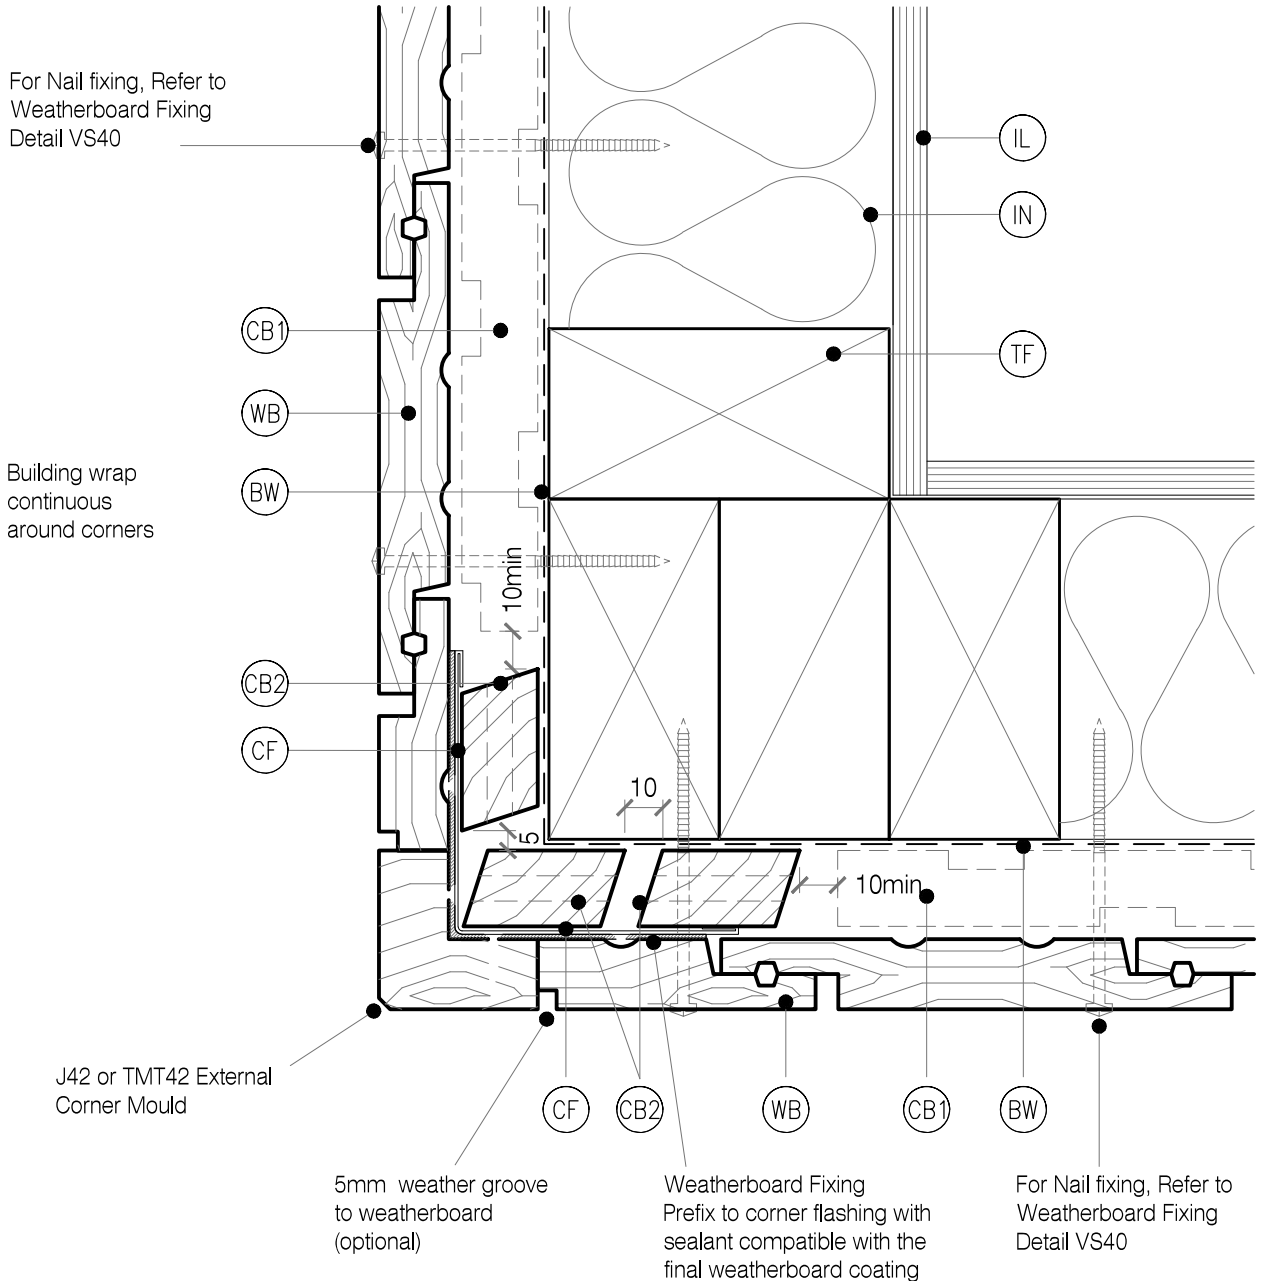 For Nail fixing, Refer to
Weatherboard Fixing
Detail VS40
IL
IN
CB1
TF
WB
Building wrap
continuous
around corners
BW
10min
CB2
CF
10
5
10min
J42 or TMT42 External
Corner Mould
CF
CB2
WB
CB1
BW
5mm weather groove
to weatherboard
(optional)
Weatherboard Fixing
Prefix to corner flashing with
sealant compatible with the
final weatherboard coating
For Nail fixing, Refer to
Weatherboard Fixing
Detail VS40